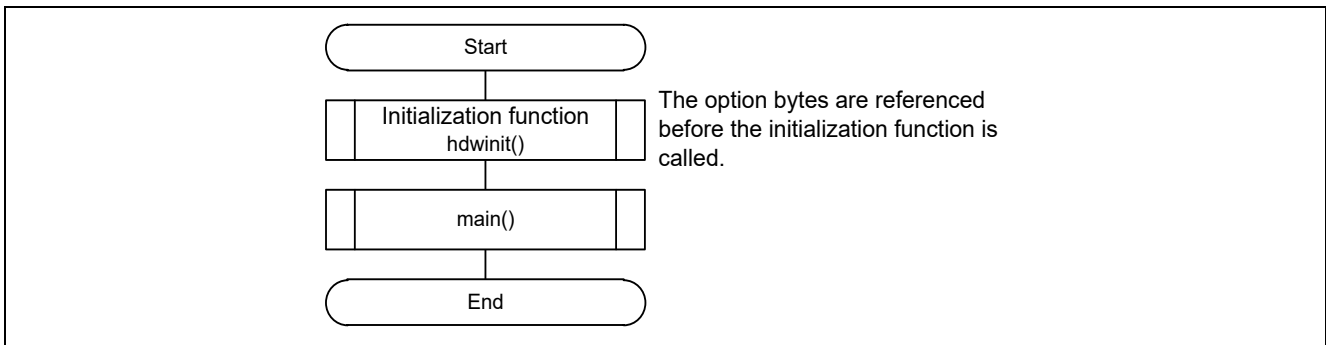 Start
Initialization function
hdwinit()
The option bytes are referenced
before the initialization function is
called.
main()
End